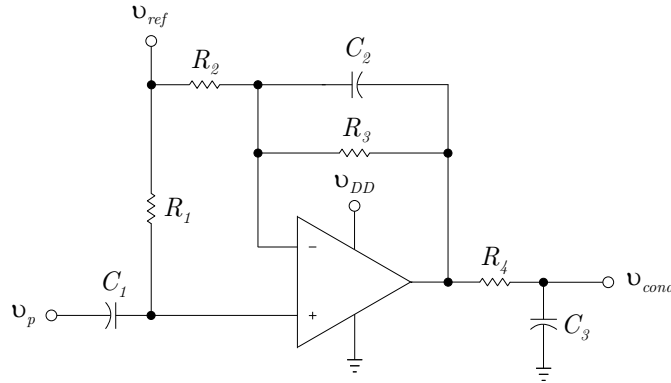 υref
R2
C2
R3
υDD
R1
R4
C1
υp
−
+
υcond
C3